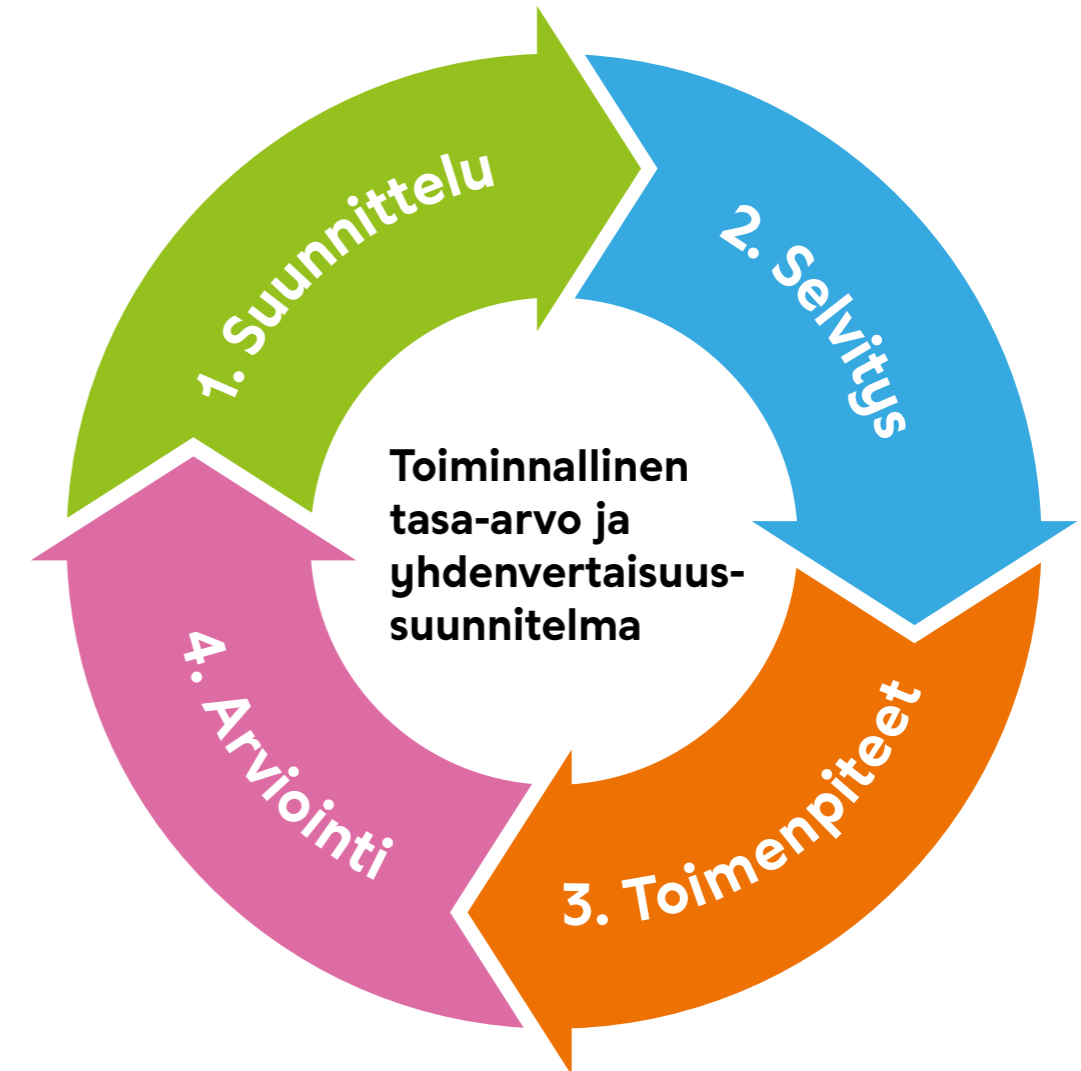 1. Suunnittelu
2. Selvitys
3. Toimenpiteet
4. Arviointi
Toiminnallinen
tasa-arvo ja
yhdenvertaisuus-
suunnitelma